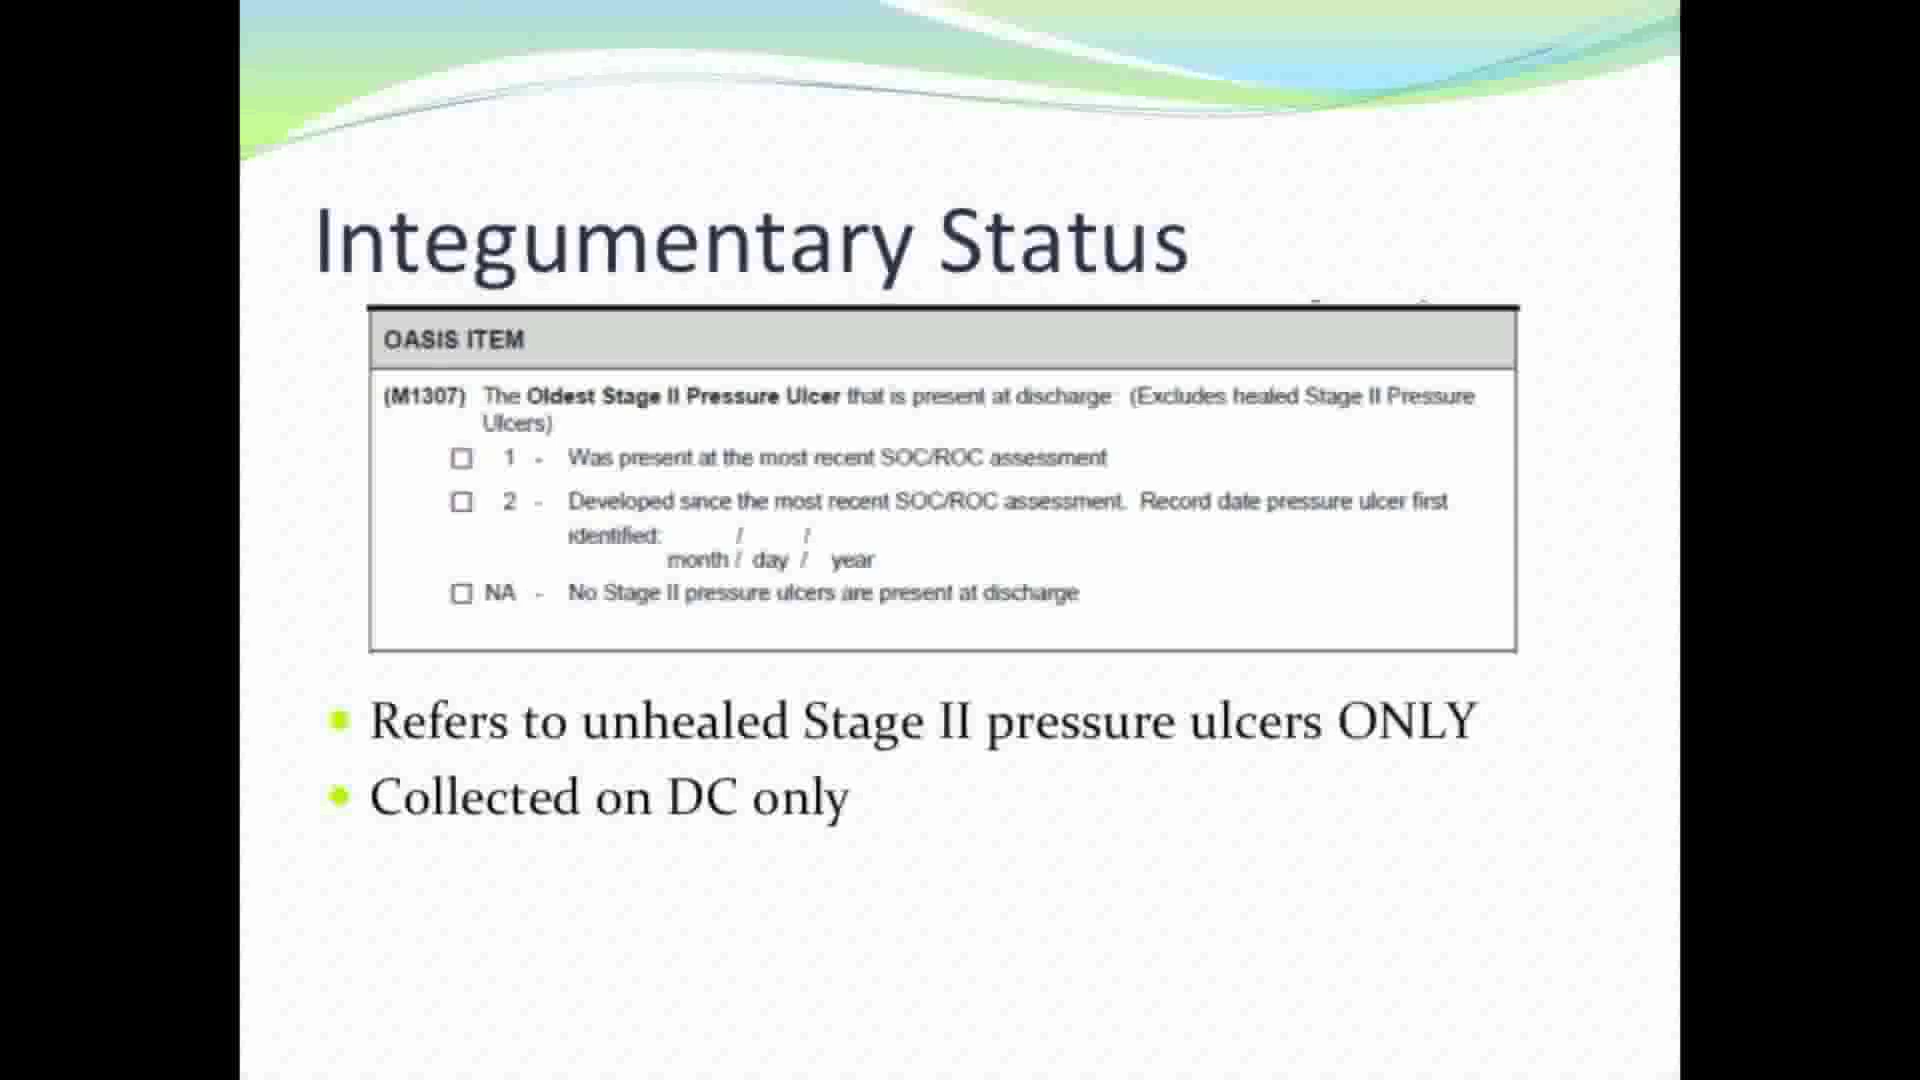 Integumentary Status
OASIS ITEM
(M1307) The Oldest Stage II Pressure Ulcer that is present at discharge: (Excludes healed Stage II Pressure
Ulcers)
☐ 1 - Was present at the most recent SOC/ROC assessment
☐ 2 - Developed since the most recent SOC/ROC assessment. Record date pressure ulcer first
identified: / /
month / day / year
☐ NA - No Stage II pressure ulcers are present at discharge
• Refers to unhealed Stage II pressure ulcers ONLY
• Collected on DC only